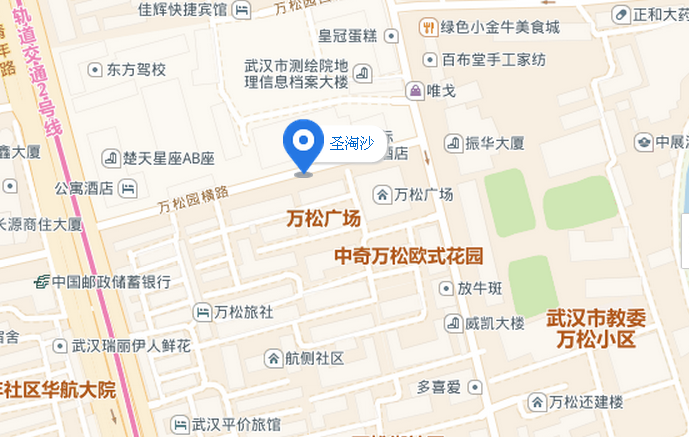 佳辉快捷宾馆
万松园
皇冠蛋糕
绿色小金牛美食城
正和大药
轨道交通2号线
年路
东方驾校
武汉市测绘院地
理信息档案大楼
百布堂手工家纺
唯戈
圣淘沙
际
酒店
振华大厦
中展
鑫大厦
楚天星座AB座
公寓酒店
万松园横路
万松广场
长源商住大厦
万松广场
中奇万松欧式花园
中国邮政储蓄银行
放牛斑
万松旅社
威凯大楼
武汉市教委
万松小区
宿舍
武汉瑞丽伊人鲜花
航侧社区
社区华航大院
多喜爱
万松还建楼
武汉平价旅馆